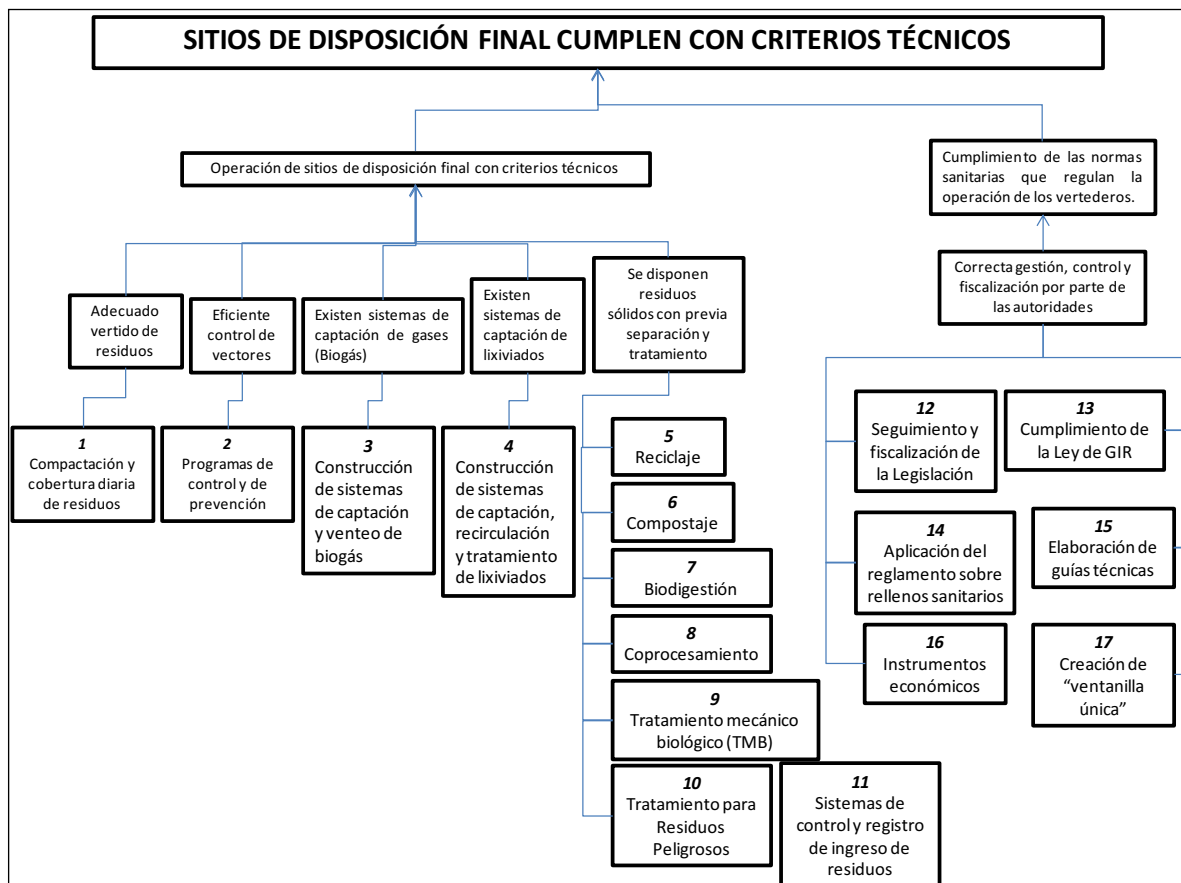 SITIOS DE DISPOSICIÓN FINAL CUMPLEN CON CRITERIOS TÉCNICOS
Operación de sitios de disposición final con criterios técnicos
Cumplimiento de las normas
sanitarias que regulan la
operación de los vertederos.
Adecuado
vertido de
residuos
Eficiente
control de
vectores
Existen sistemas de
captación de gases
(Biogás)
Existen
sistemas de
captación de
lixiviados
Se disponen
residuos
sólidos con previa
separación y
tratamiento
Correcta gestión, control y
fiscalización por parte de
las autoridades
1
Compactación y
cobertura diaria
de residuos
2
Programas de
control y de
prevención
3
Construcción
de sistemas
de captación
y venteo de
biogás
4
Construcción
de sistemas
de captación,
recirculación
y tratamiento
de lixiviados
5
Reciclaje
6
Compostaje
7
Biodigestión
8
Coprocesamiento
9
Tratamiento mecánico
biológico (TMB)
10
Tratamiento para
Residuos
Peligrosos
11
Sistemas de
control y registro
de ingreso de
residuos
12
Seguimiento y
fiscalización de
la Legislación
13
Cumplimiento de
la Ley de GIR
14
Aplicación del
reglamento sobre
rellenos sanitarios
15
Elaboración de
guías técnicas
16
Instrumentos
económicos
17
Creación de
“ventanilla
única”